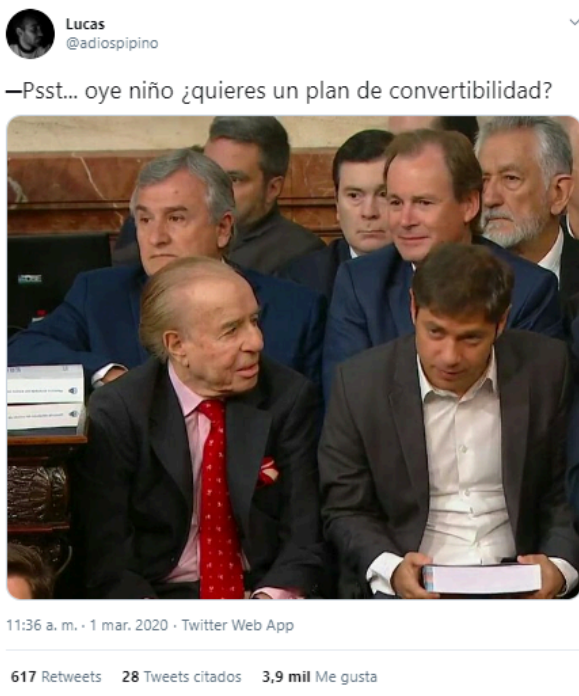 Lucas
@adiospipino
—Psst... oye niño ¿quieres un plan de convertibilidad?
11:36 a. m. · 1 mar. 2020 · Twitter Web App
617 Retweets 28 Tweets citados 3,9 mil Me gusta